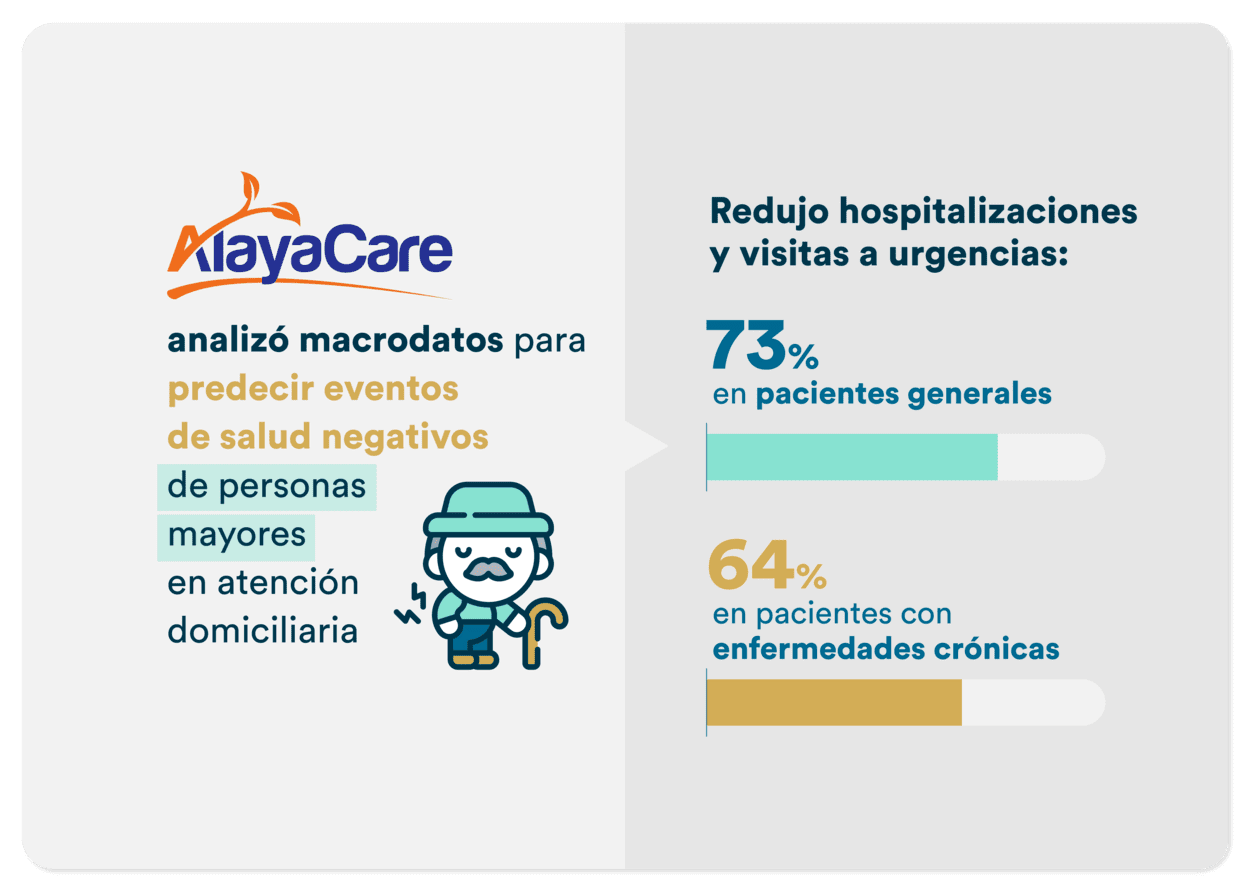 AlayaCare
analizó macrodatos para
predecir eventos
de salud negativos
de personas
mayores
en atención
domiciliaria
Redujo hospitalizaciones
y visitas a urgencias:
73%
en pacientes generales
64%
en pacientes con
enfermedades crónicas